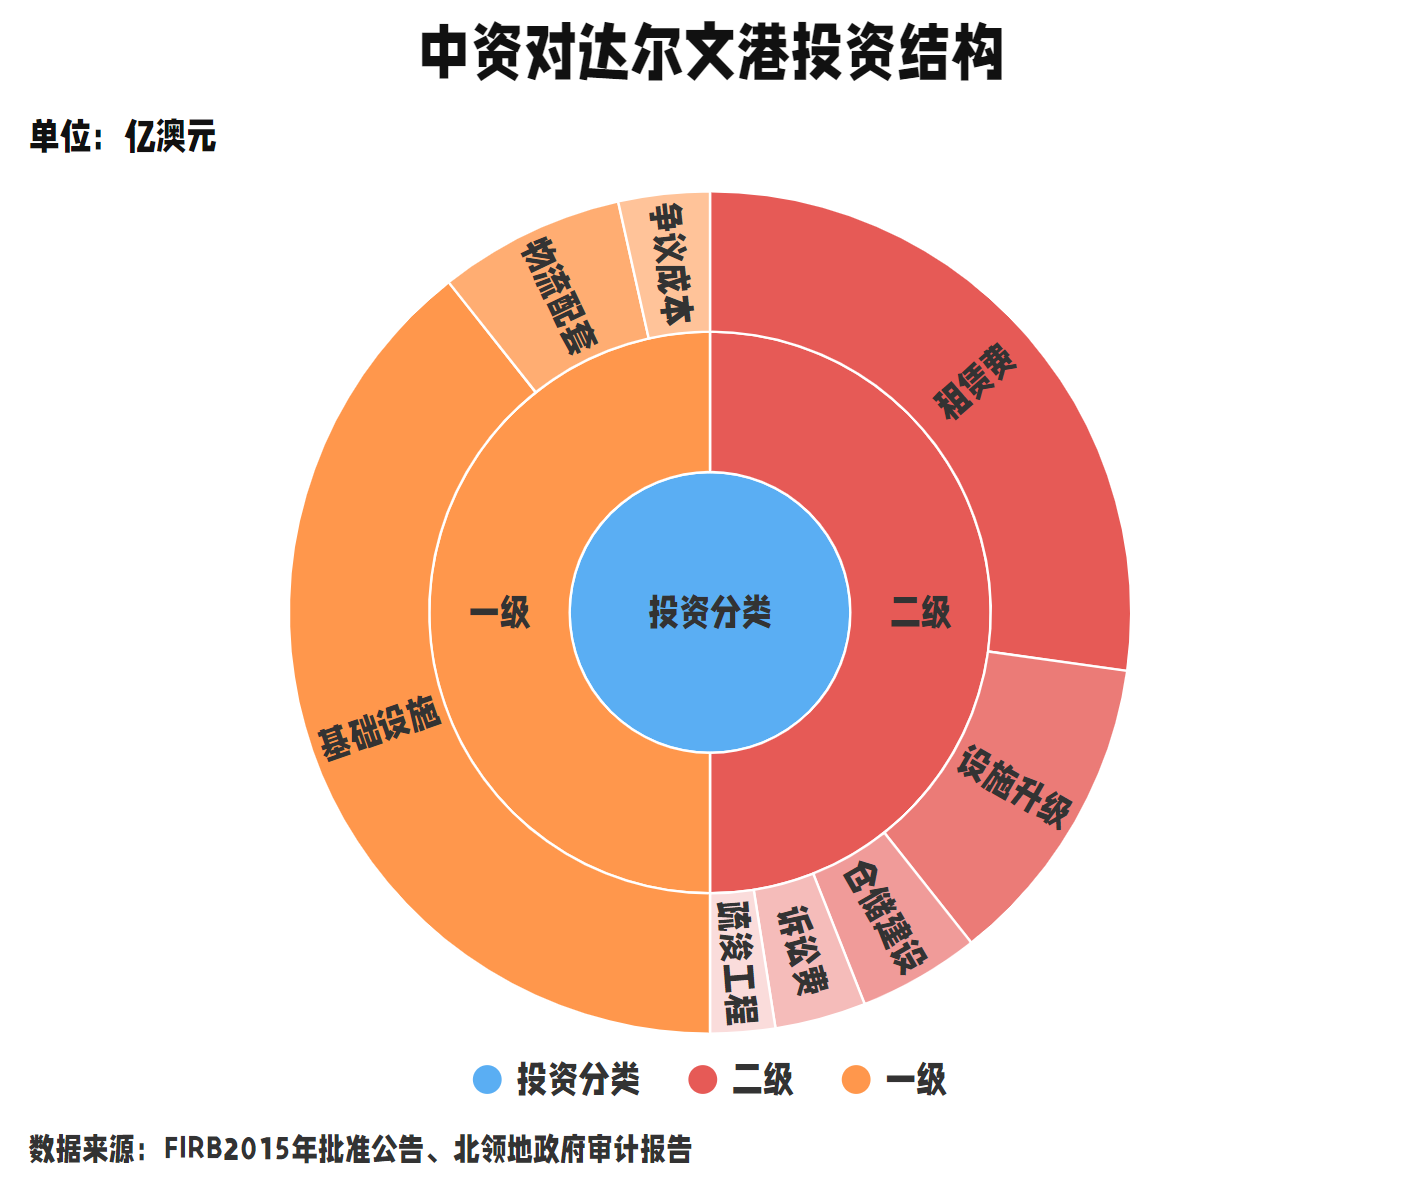 中资对达尔文港投资结构
单位：亿澳元
争议成本
物流配套
租赁费
一级
投资分类
二级
基础设施
设施升级
仓储建设
诉讼费
疏浚工程
投资分类
二级
一级
数据来源：FIRB2015年批准公告、北领地政府审计报告